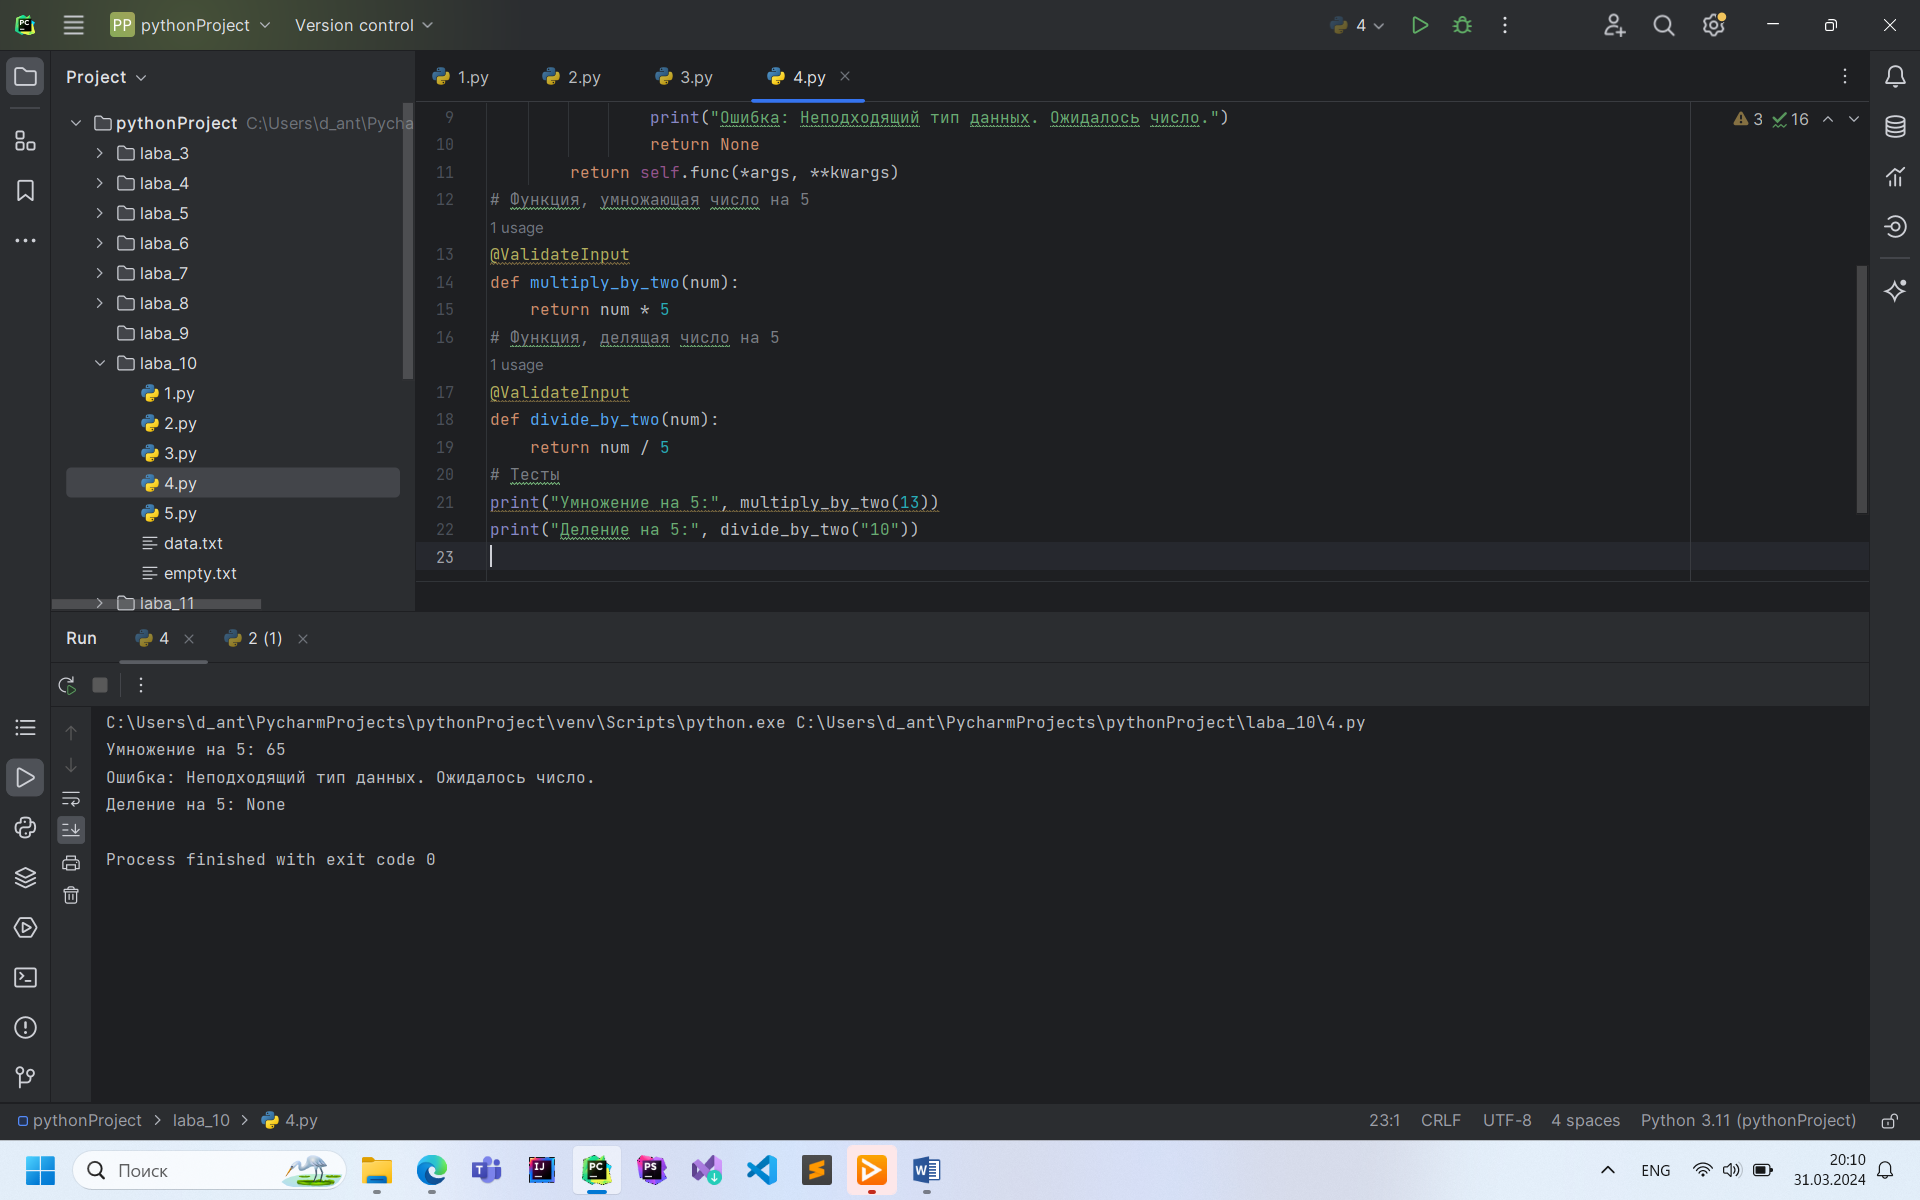 PP pythonProject Version control 4
Project 1.py 2.py 3.py 4.py
pythonProject C:\Users\d_ant\Pycha
laba_3
laba_4
laba_5
laba_6
laba_7
laba_8
laba_9
laba_10
1.py
2.py
3.py
4.py
5.py
data.txt
empty.txt
laba_11
9 print("Ошибка: Неподходящий тип данных. Ожидалось число.")
10 return None
11 return self.func(*args, **kwargs)
12 # Функция, умножающая число на 5
1 usage
13 @ValidateInput
14 def multiply_by_two(num):
15 return num * 5
16 # Функция, делящая число на 5
1 usage
17 @ValidateInput
18 def divide_by_two(num):
19 return num / 5
20 # Тесты
21 print("Умножение на 5:", multiply_by_two(13))
22 print("Деление на 5:", divide_by_two("10"))
23
3 16
Run 4 2 (1)
C:\Users\d_ant\PycharmProjects\pythonProject\venv\Scripts\python.exe C:\Users\d_ant\PycharmProjects\pythonProject\laba_10\4.py
Умножение на 5: 65
Ошибка: Неподходящий тип данных. Ожидалось число.
Деление на 5: None
Process finished with exit code 0
pythonProject laba_10 4.py 23:1 CRLF UTF-8 4 spaces Python 3.11 (pythonProject)
Поиск
ENG
20:10
31.03.2024